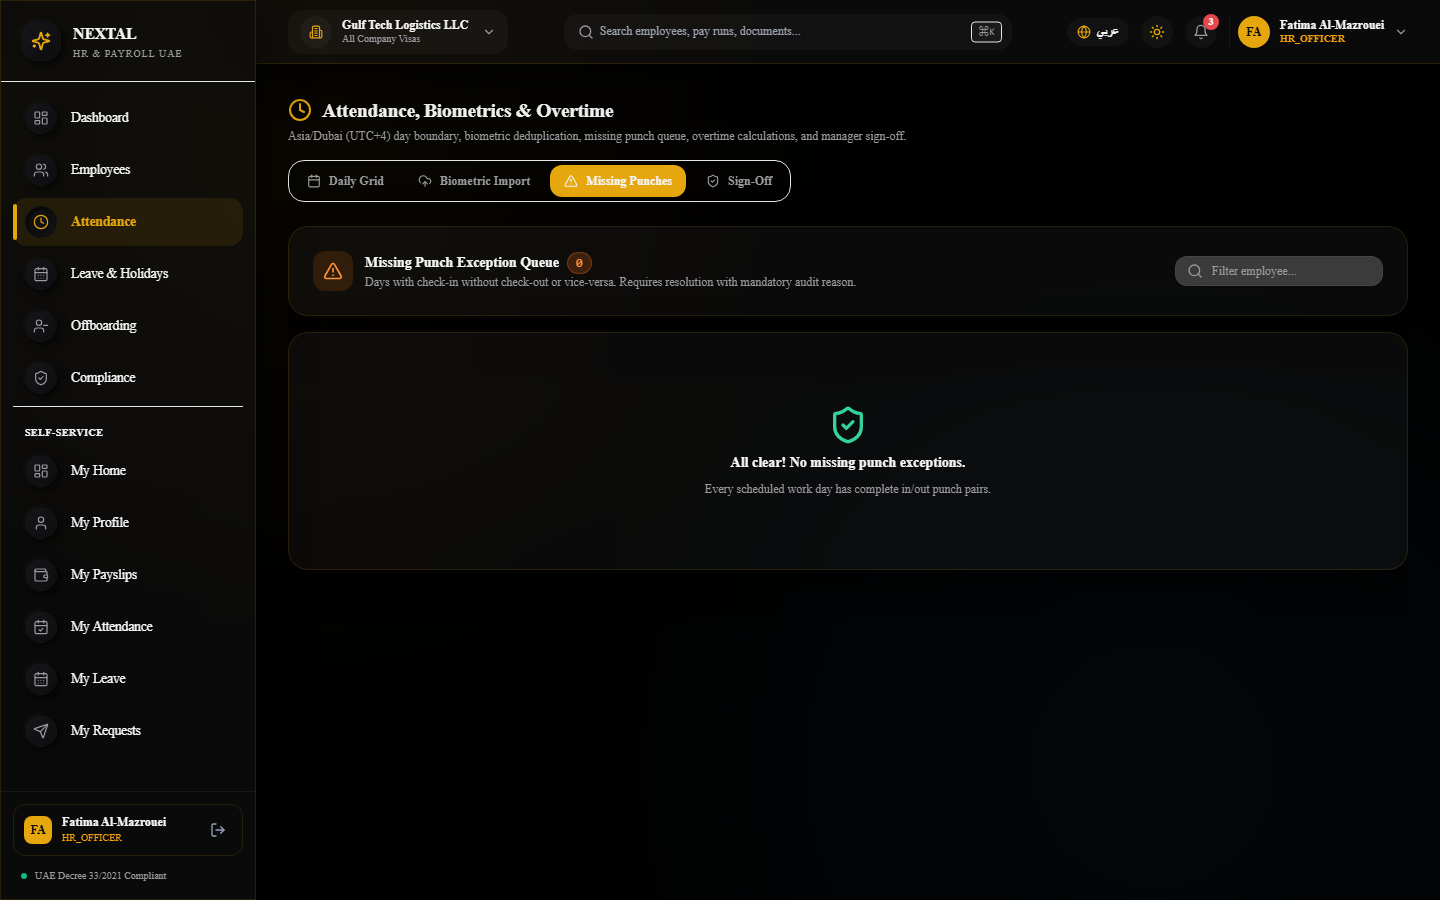 NEXTAL
HR & PAYROLL UAE
Dashboard
Employees
Attendance
Leave & Holidays
Offboarding
Compliance
SELF-SERVICE
My Home
My Profile
My Payslips
My Attendance
My Leave
My Requests
FA
Fatima Al-Mazrouei
HR_OFFICER
UAE Decree 33/2021 Compliant
Gulf Tech Logistics LLC
All Company Visas
Search employees, pay runs, documents...
⌘K
عربي
3
FA
Fatima Al-Mazrouei
HR_OFFICER
Attendance, Biometrics & Overtime
Asia/Dubai (UTC+4) day boundary, biometric deduplication, missing punch queue, overtime calculations, and manager sign-off.
Daily Grid
Biometric Import
Missing Punches
Sign-Off
Missing Punch Exception Queue 0
Days with check-in without check-out or vice-versa. Requires resolution with mandatory audit reason.
Filter employee...
All clear! No missing punch exceptions.
Every scheduled work day has complete in/out punch pairs.